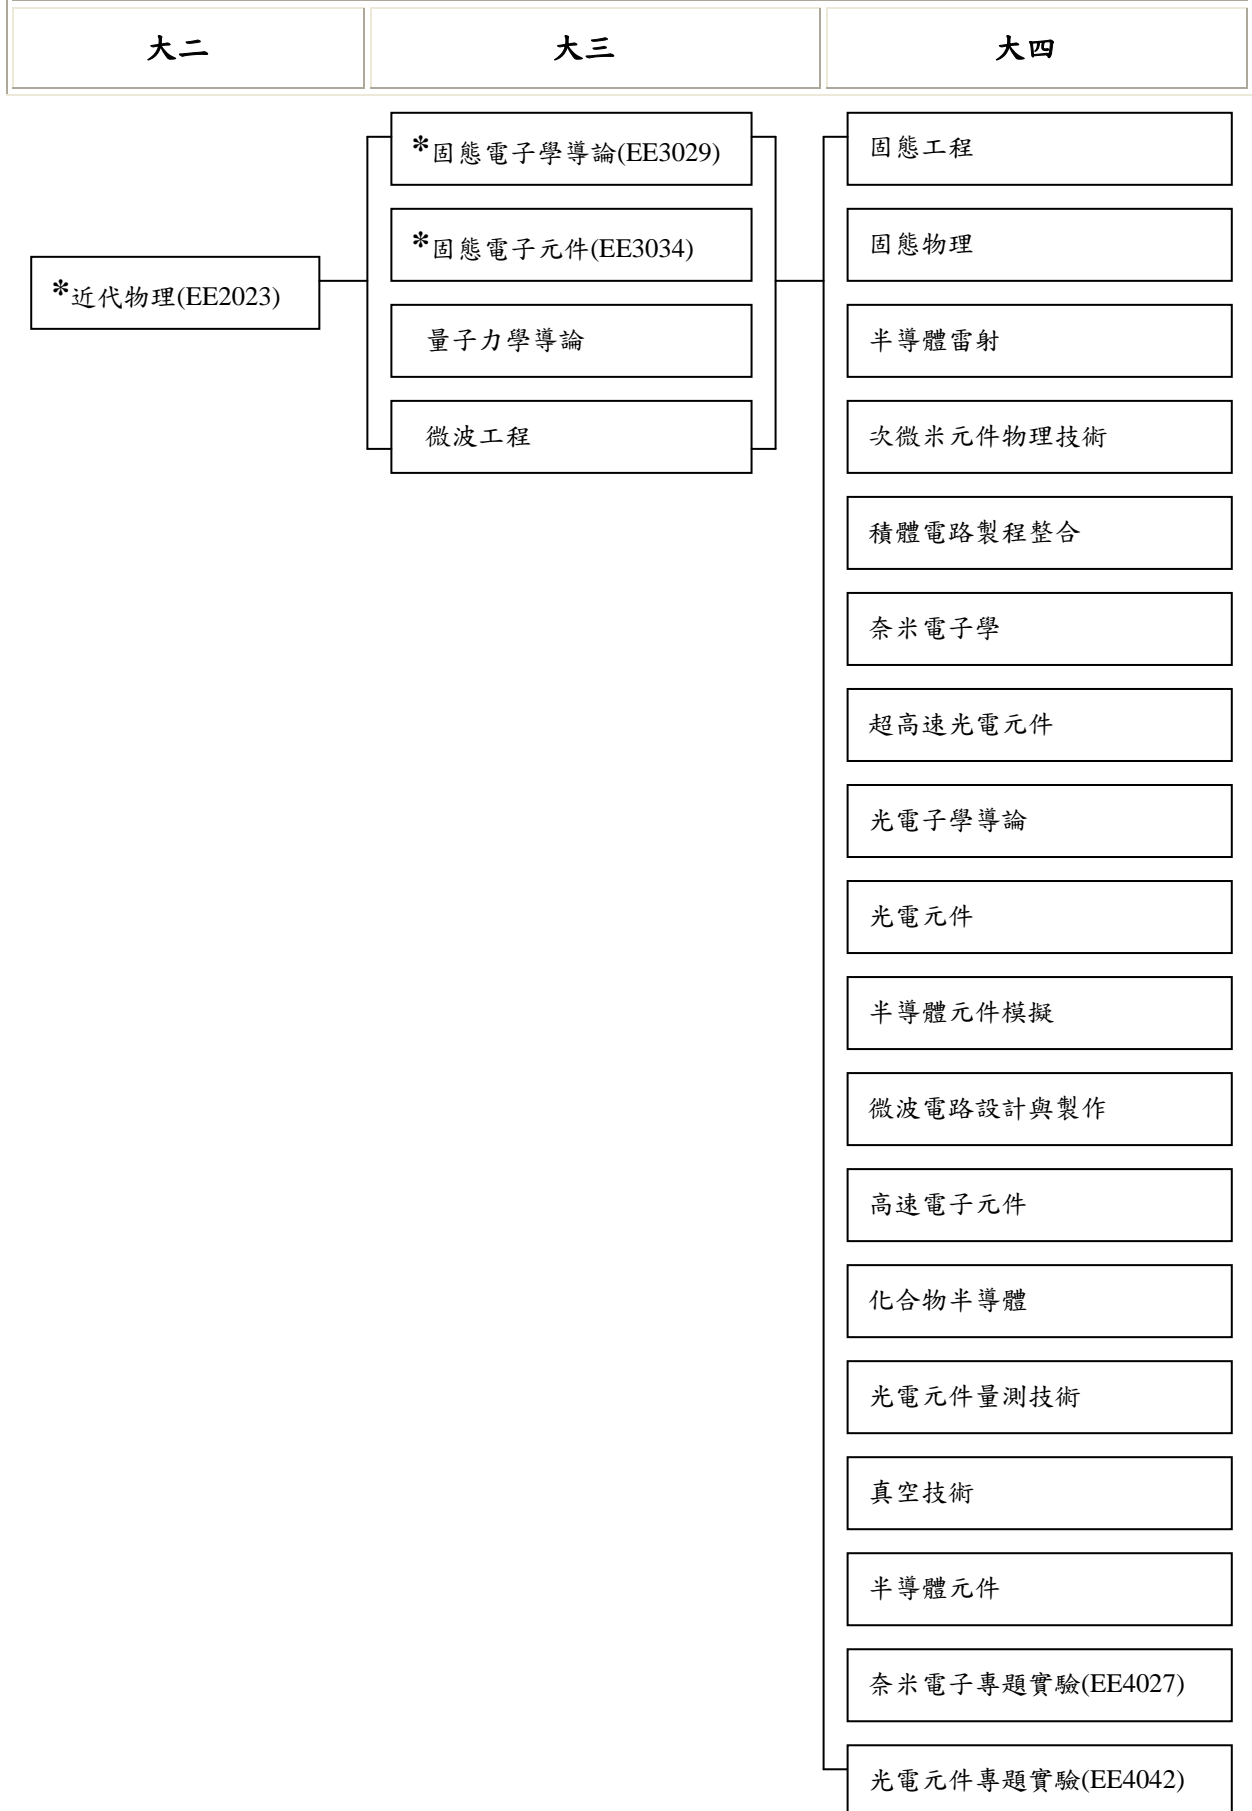 大二
大三
大四
*近代物理(EE2023)
*固態電子學導論(EE3029)
*固態電子元件(EE3034)
量子力學導論
微波工程
固態工程
固態物理
半導體雷射
次微米元件物理技術
積體電路製程整合
奈米電子學
超高速光電元件
光電子學導論
光電元件
半導體元件模擬
微波電路設計與製作
高速電子元件
化合物半導體
光電元件量測技術
真空技術
半導體元件
奈米電子專題實驗(EE4027)
光電元件專題實驗(EE4042)